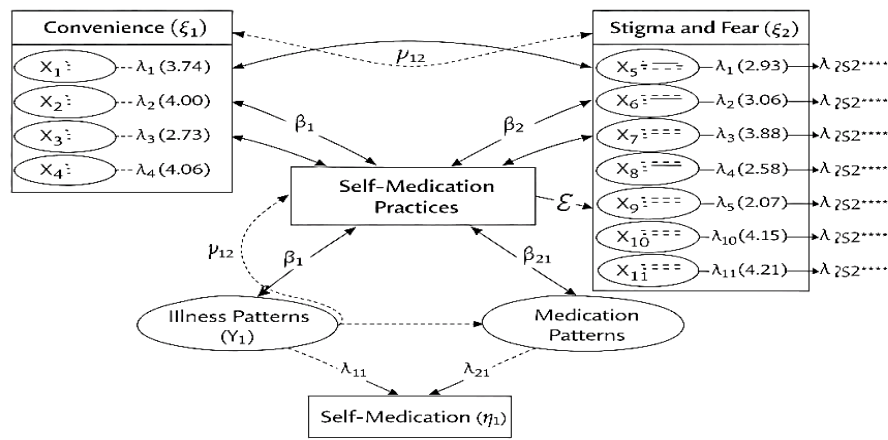 Convenience (ξ₁)
X₁ λ₁ (3.74)
X₂ λ₂ (4.00)
X₃ λ₃ (2.73)
X₄ λ₄ (4.06)
μ₁₂
Stigma and Fear (ξ₂)
X₅ λ₁ (2.93)
X₆ λ₂ (3.06)
X₇ λ₃ (3.88)
X₈ λ₄ (2.58)
X₉ λ₅ (2.07)
X₁₀ λ₁₀ (4.15)
X₁₁ λ₁₁ (4.21)
β₁
β₂
Self-Medication
Practices
ℰ
μ₁₂
β₁
β₂₁
Illness Patterns
(Y₁)
Medication
Patterns
λ₁₁
λ₂₁
Self-Medication (η₁)